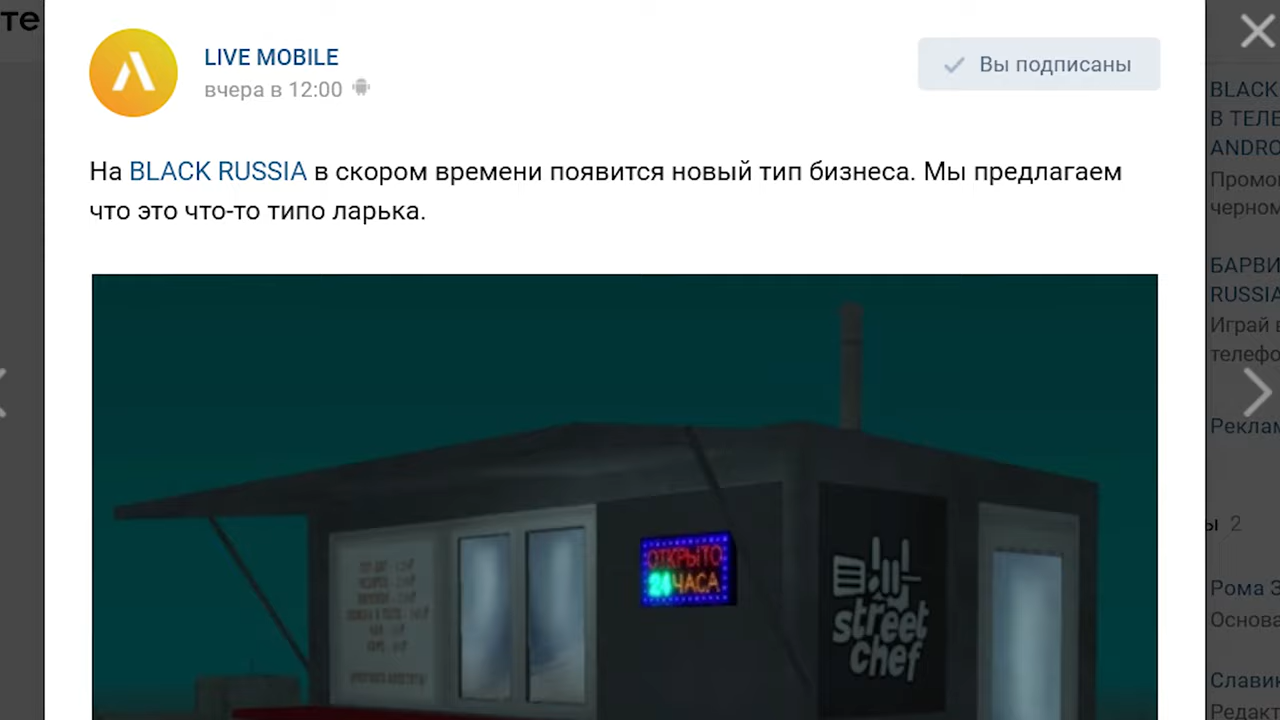 те
LIVE MOBILE
вчера в 12:00
Вы подписаны
На BLACK RUSSIA в скором времени появится новый тип бизнеса. Мы предлагаем
что это что-то типо ларька.
ОТКРЫТО
24 ЧАСА
street
chef
BLACK
В ТЕЛЕ
ANDRO
Промо
черном
БАРВИ
RUSSIA
Играй в
телефо
Реклам
ы 2
Рома З
Основа
Славик
Редакт